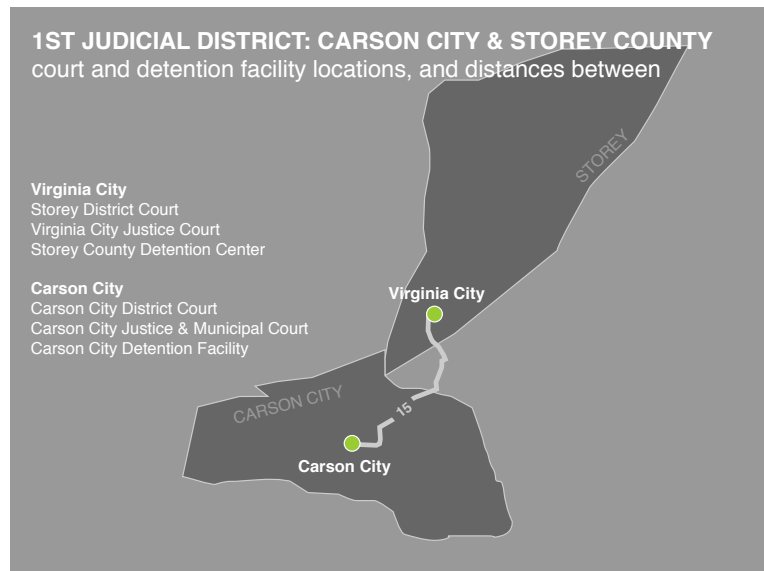 1ST JUDICIAL DISTRICT: CARSON CITY & STOREY COUNTY
court and detention facility locations, and distances between
STOREY
Virginia City
Storey District Court
Virginia City Justice Court
Storey County Detention Center
Carson City
Carson City District Court
Carson City Justice & Municipal Court
Carson City Detention Facility
Virginia City
CARSON CITY
15
Carson City